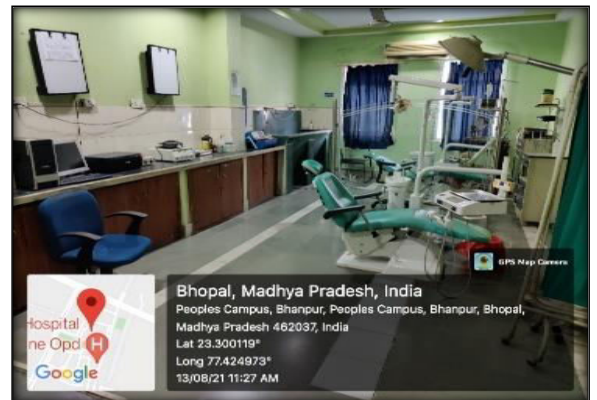 GPS Map Camera
Bhopal, Madhya Pradesh, India
Peoples Campus, Bhanpur, Peoples Campus, Bhanpur, Bhopal,
Madhya Pradesh 462037, India
Lat 23.300119°
Long 77.424973°
13/08/21 11:27 AM
Hospital
ne Opd
H
Google